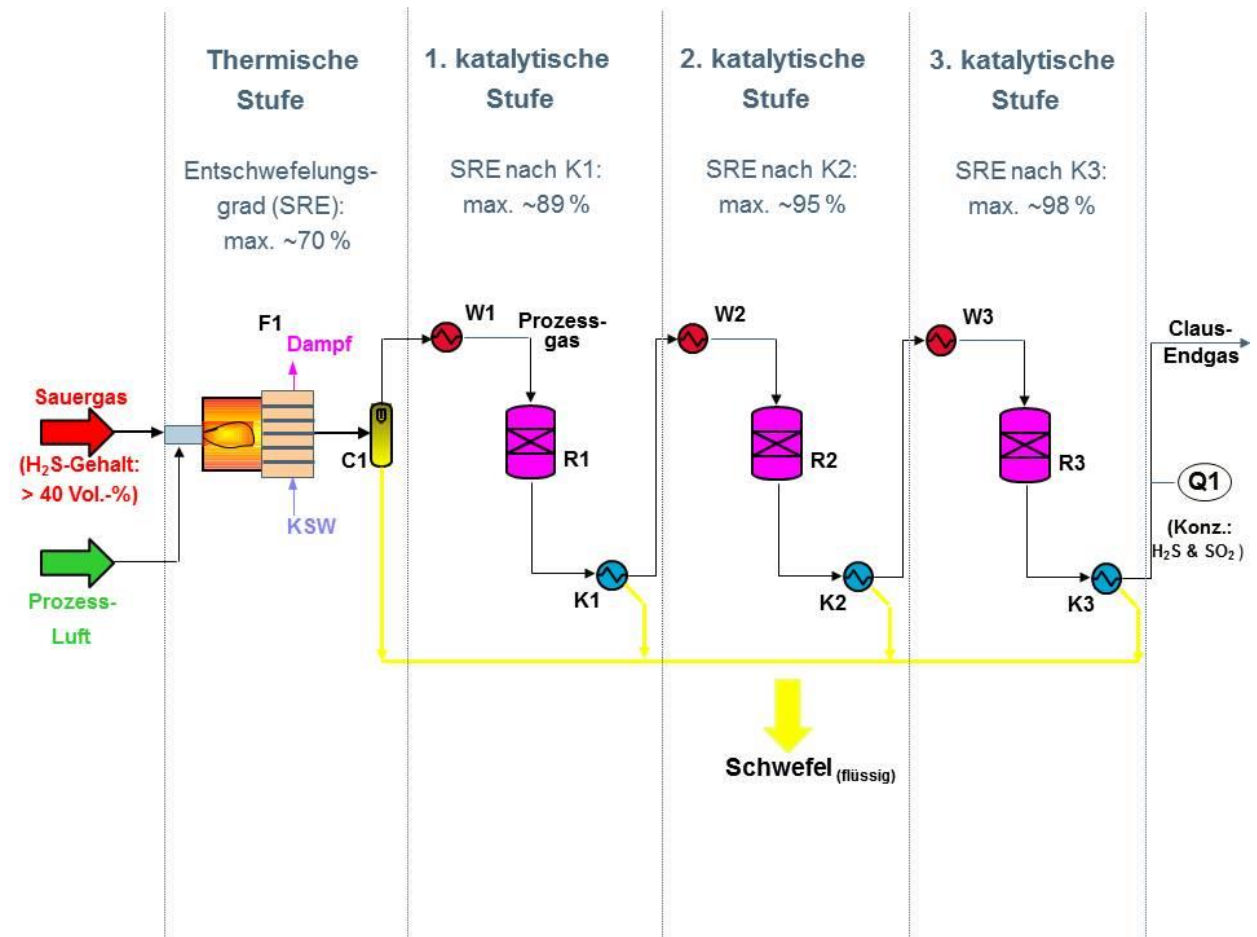 Thermische
Stufe
1. katalytische
Stufe
2. katalytische
Stufe
3. katalytische
Stufe
Entschwefelungs-
grad (SRE):
max. ~70 %
SRE nach K1:
max. ~89 %
SRE nach K2:
max. ~95 %
SRE nach K3:
max. ~98 %
F1
Dampf
W1
Prozess-
gas
W2
W3
Claus-
Endgas
Sauergas
(H₂S-Gehalt:
> 40 Vol.-%)
C1
R1
R2
R3
Q1
KSW
(Konz.:
H₂S & SO₂ )
Prozess-
Luft
K1
K2
K3
Schwefel (flüssig)